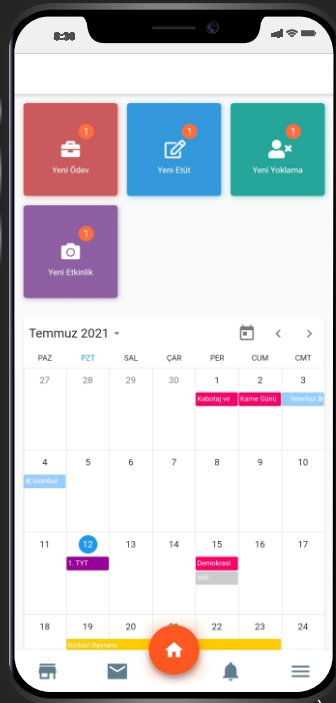 8:30
1
1
1
Yeni Ödev
Yeni Etüt
Yeni Yoklama
1
Yeni Etkinlik
Temmuz 2021
PAZ PZT SAL ÇAR PER CUM CMT
27 28 29 30 1 2 3
Kabotaj ve Karne Günü İstanbul
4 5 6 7 8 9 10
İstanbul
11 12 13 14 15 16 17
1. TYT Demokrasi
Veli
18 19 20 22 23 24
Kurban Bayramı